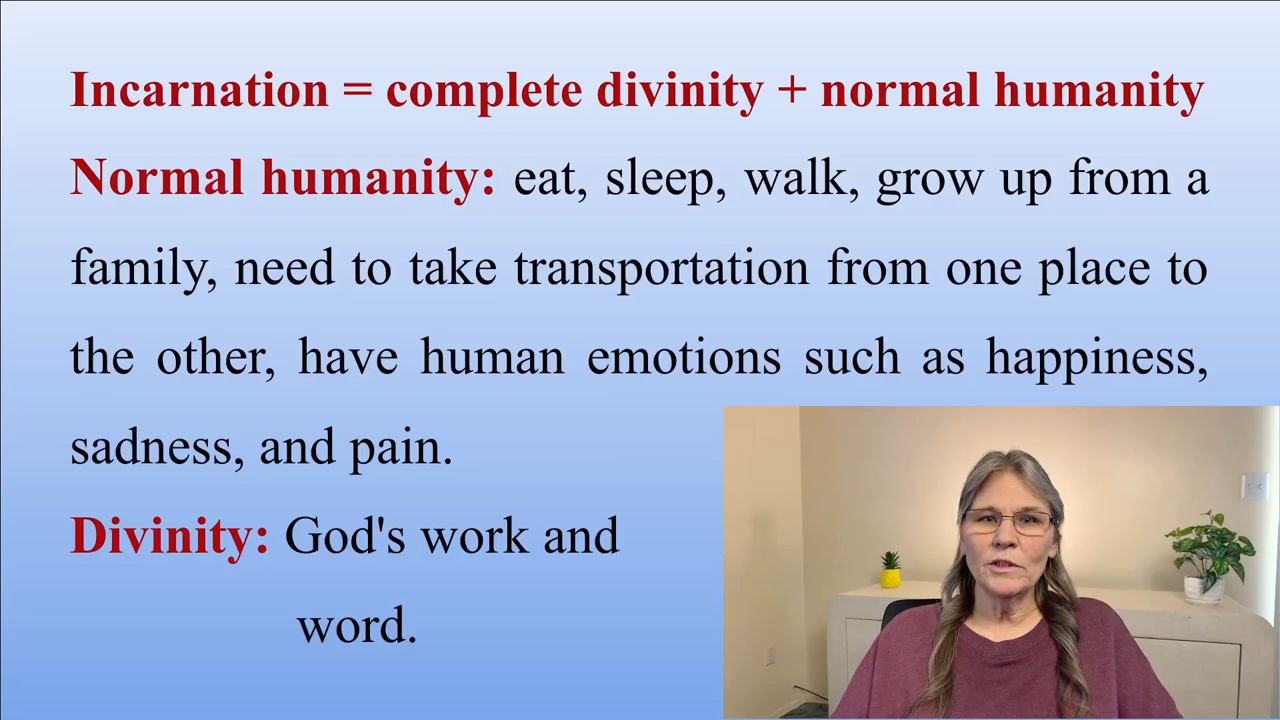 Incarnation = complete divinity + normal humanity
Normal humanity: eat, sleep, walk, grow up from a
family, need to take transportation from one place to
the other, have human emotions such as happiness,
sadness, and pain.
Divinity: God's work and
word.